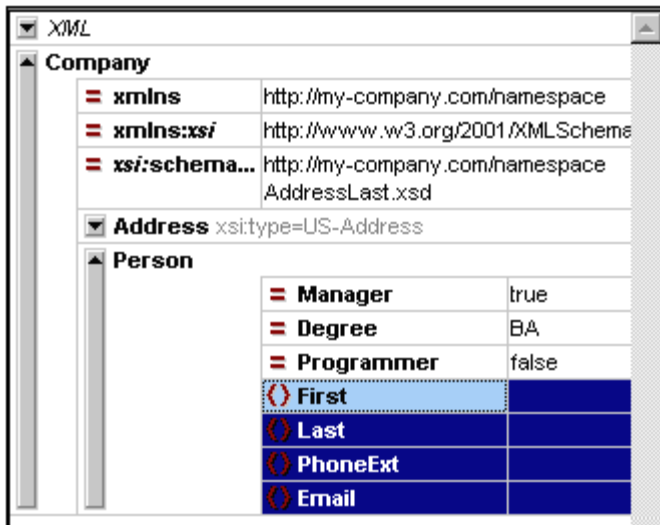 XML
Company
= xmlns http://my-company.com/namespace
= xmlns:xsi http://www.w3.org/2001/XMLSchema
= xsi:schema... http://my-company.com/namespace
AddressLast.xsd
Address xsi:type=US-Address
Person
= Manager true
= Degree BA
= Programmer false
() First
() Last
() PhoneExt
() Email